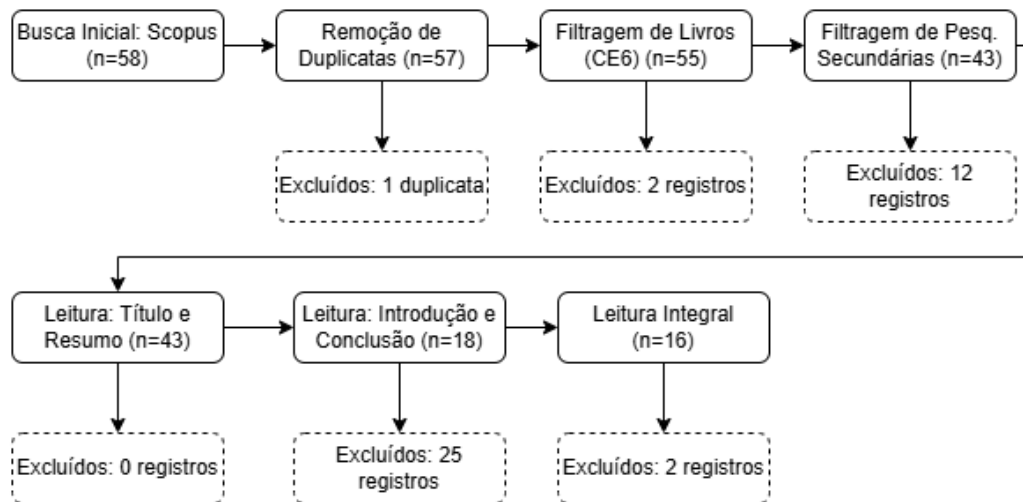 Busca Inicial: Scopus
(n=58)
Remoção de
Duplicatas (n=57)
Filtragem de Livros
(CE6) (n=55)
Filtragem de Pesq.
Secundárias (n=43)
Excluídos: 1 duplicata
Excluídos: 2 registros
Excluídos: 12
registros
Leitura: Título e
Resumo (n=43)
Leitura: Introdução e
Conclusão (n=18)
Leitura Integral
(n=16)
Excluídos: 0 registros
Excluídos: 25
registros
Excluídos: 2 registros